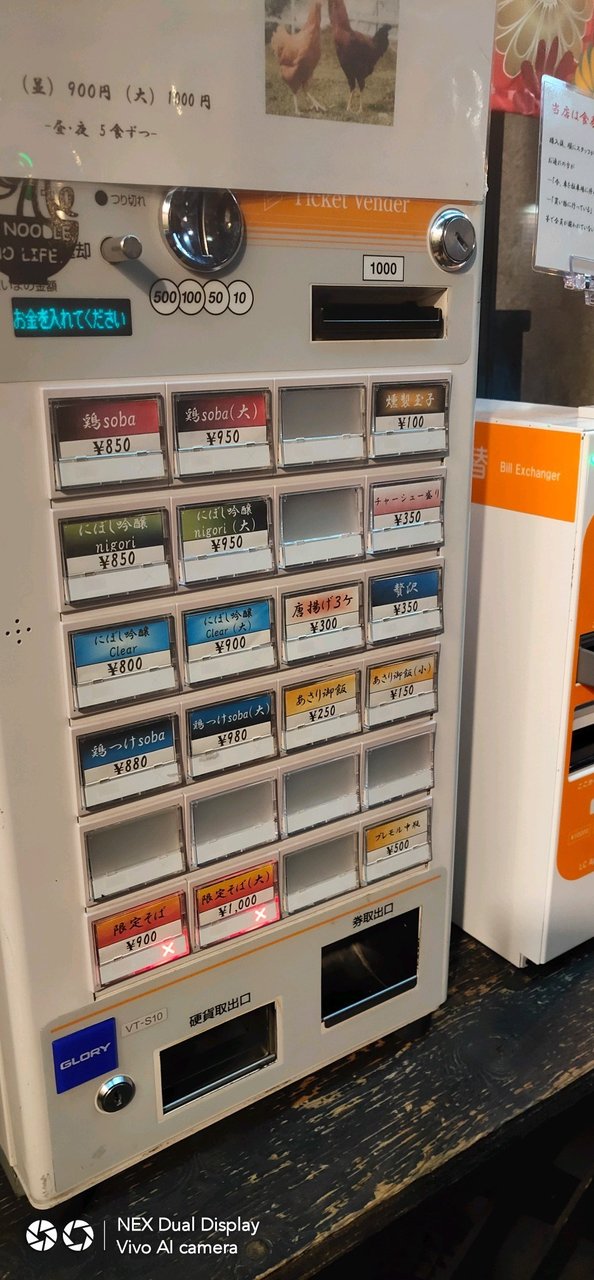 (並) 900円 (大) 1000円
-昼・夜 5食ずつ-
つり切れ
Ticket Vender
NOODLE
NO LIFE
却
1000
500 100 50 10
お金を入れてください
当店は食
替
Bill Exchanger
鶏soba
¥850
鶏soba(大)
¥950
燻製玉子
¥100
にぼし吟醸
nigori
¥850
にぼし吟醸
nigori (大)
¥950
チャーシュー盛り
¥350
にぼし吟醸
Clear
¥800
にぼし吟醸
Clear (大)
¥900
唐揚げ3ケ
¥300
贅沢
¥350
鶏つけsoba
¥880
鶏つけsoba(大)
¥980
あさり御飯
¥250
あさり御飯(小)
¥150
プレモル中瓶
¥500
限定そば
¥900
限定そば(大)
¥1,000
券取出口
硬貨取出口
VT-S10
GLORY
NEX Dual Display
Vivo AI camera